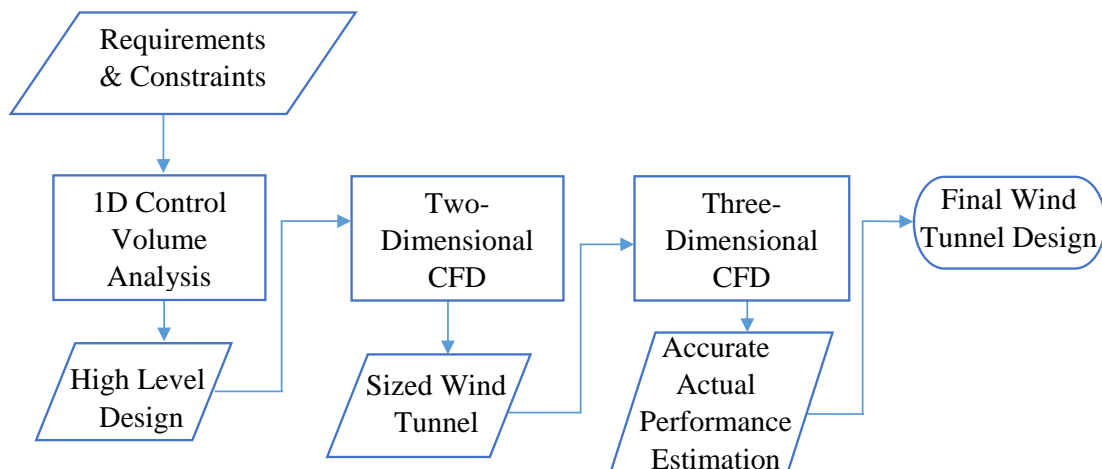 Requirements
& Constraints
1D Control
Volume
Analysis
High Level
Design
Two-
Dimensional
CFD
Sized Wind
Tunnel
Three-
Dimensional
CFD
Accurate
Actual
Performance
Estimation
Final Wind
Tunnel Design